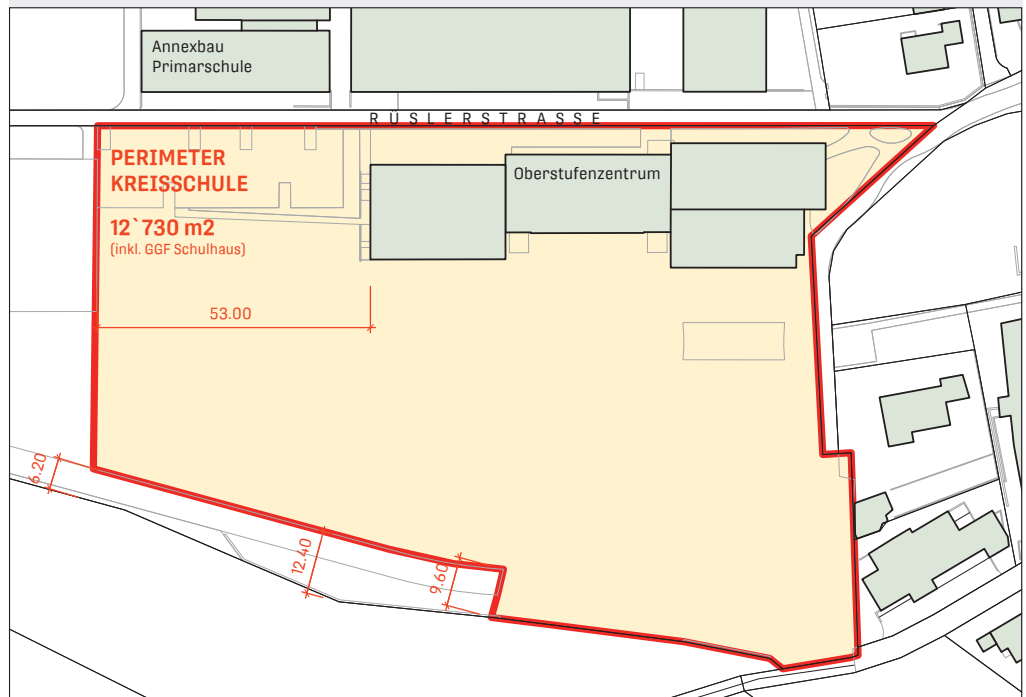 Annexbau
Primarschule
RÜSLERSTRASSE
PERIMETER
KREISSCHULE
12`730 m2
(inkl. GGF Schulhaus)
Oberstufenzentrum
53.00
6.20
12.40
9.60